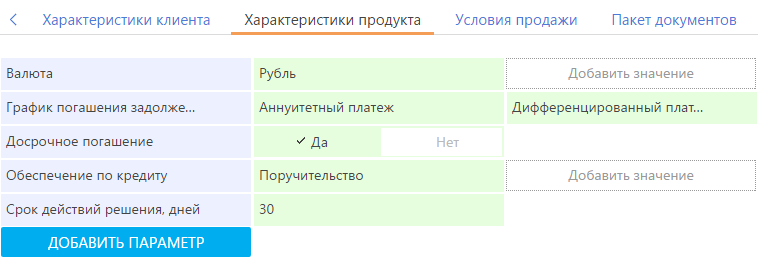 Характеристики клиента Характеристики продукта Условия продажи Пакет документов
Валюта Рубль Добавить значение
График погашения задолже... Аннуитетный платеж Дифференцированный плат...
Досрочное погашение Да Нет
Обеспечение по кредиту Поручительство Добавить значение
Срок действий решения, дней 30
ДОБАВИТЬ ПАРАМЕТР